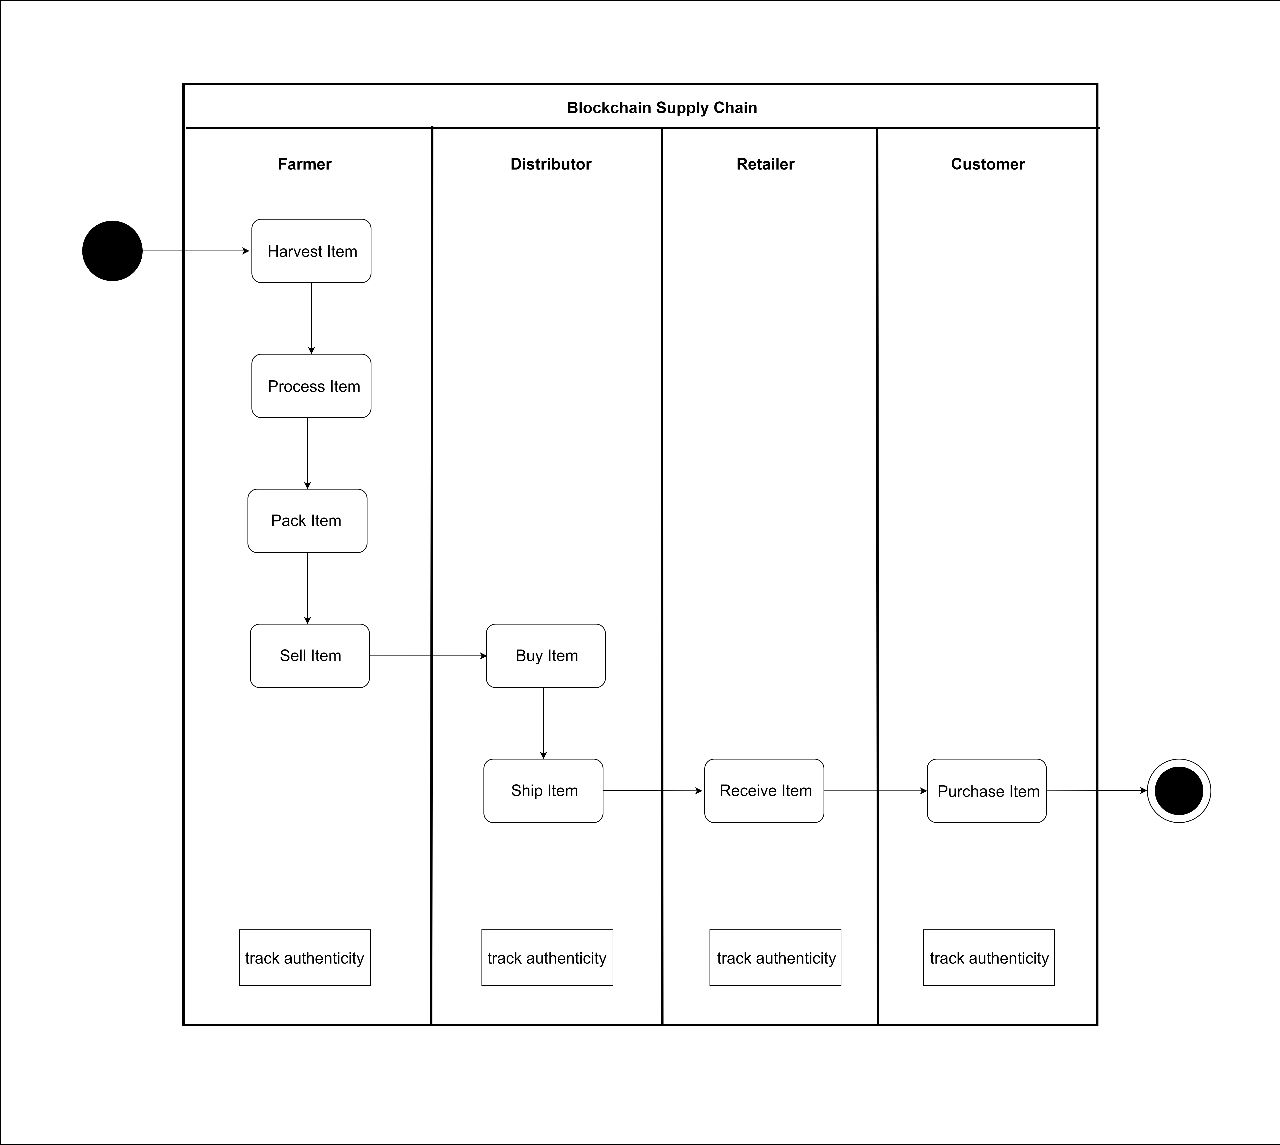 Blockchain Supply Chain
Farmer
Distributor
Retailer
Customer
Harvest Item
Process Item
Pack Item
Sell Item
Buy Item
Ship Item
Receive Item
Purchase Item
track authenticity
track authenticity
track authenticity
track authenticity